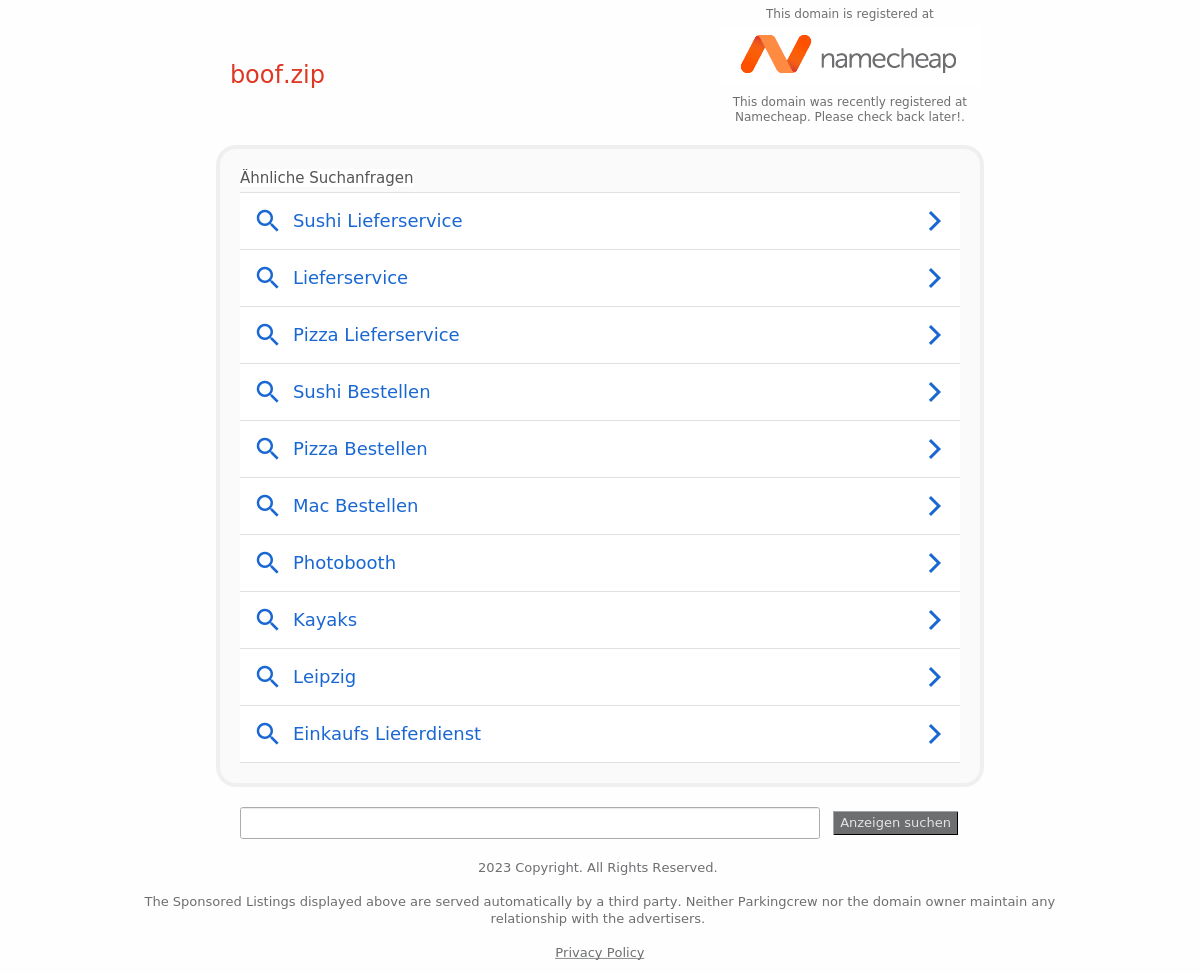 This domain is registered at
namecheap
boof.zip
This domain was recently registered at
Namecheap. Please check back later!.
Ähnliche Suchanfragen
Sushi Lieferservice
Lieferservice
Pizza Lieferservice
Sushi Bestellen
Pizza Bestellen
Mac Bestellen
Photobooth
Kayaks
Leipzig
Einkaufs Lieferdienst
Anzeigen suchen
2023 Copyright. All Rights Reserved.
The Sponsored Listings displayed above are served automatically by a third party. Neither Parkingcrew nor the domain owner maintain any
relationship with the advertisers.
Privacy Policy